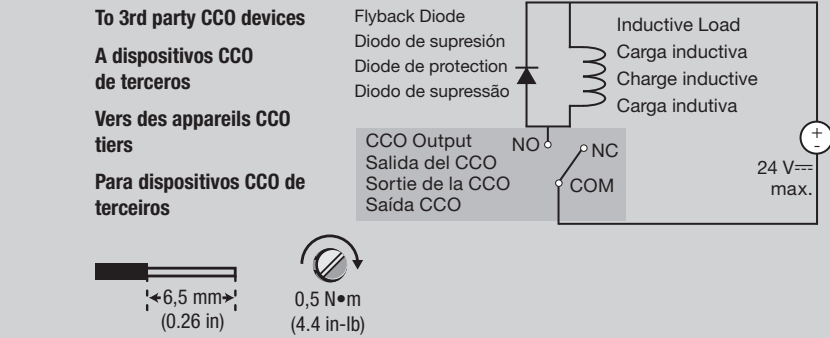 To 3rd party CCO devices
A dispositivos CCO
de terceros
Vers des appareils CCO
tiers
Para dispositivos CCO de
terceiros
Flyback Diode
Diodo de supresión
Diode de protection
Diodo de supressão
Inductive Load
Carga inductiva
Charge inductive
Carga indutiva
CCO Output
Salida del CCO
Sortie de la CCO
Saída CCO
NO
NC
COM
+
-
24 V⎓
max.
6,5 mm
(0.26 in)
0,5 N•m
(4.4 in-lb)